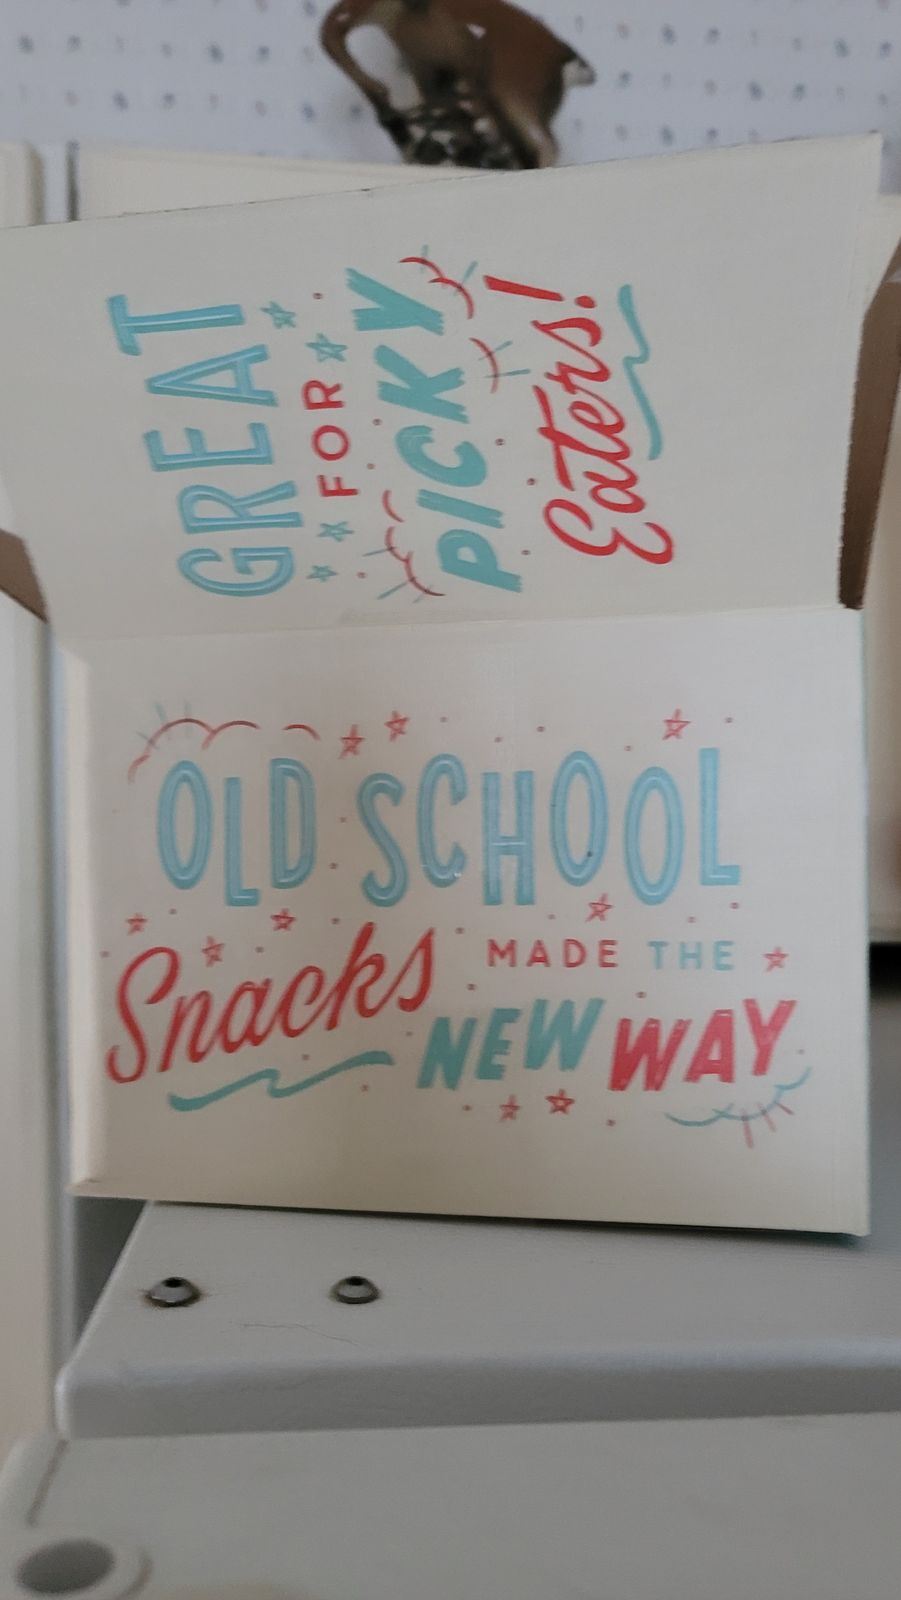 GREAT
FOR
PICKY
Eaters!
OLD SCHOOL
Snacks MADE THE
NEW WAY